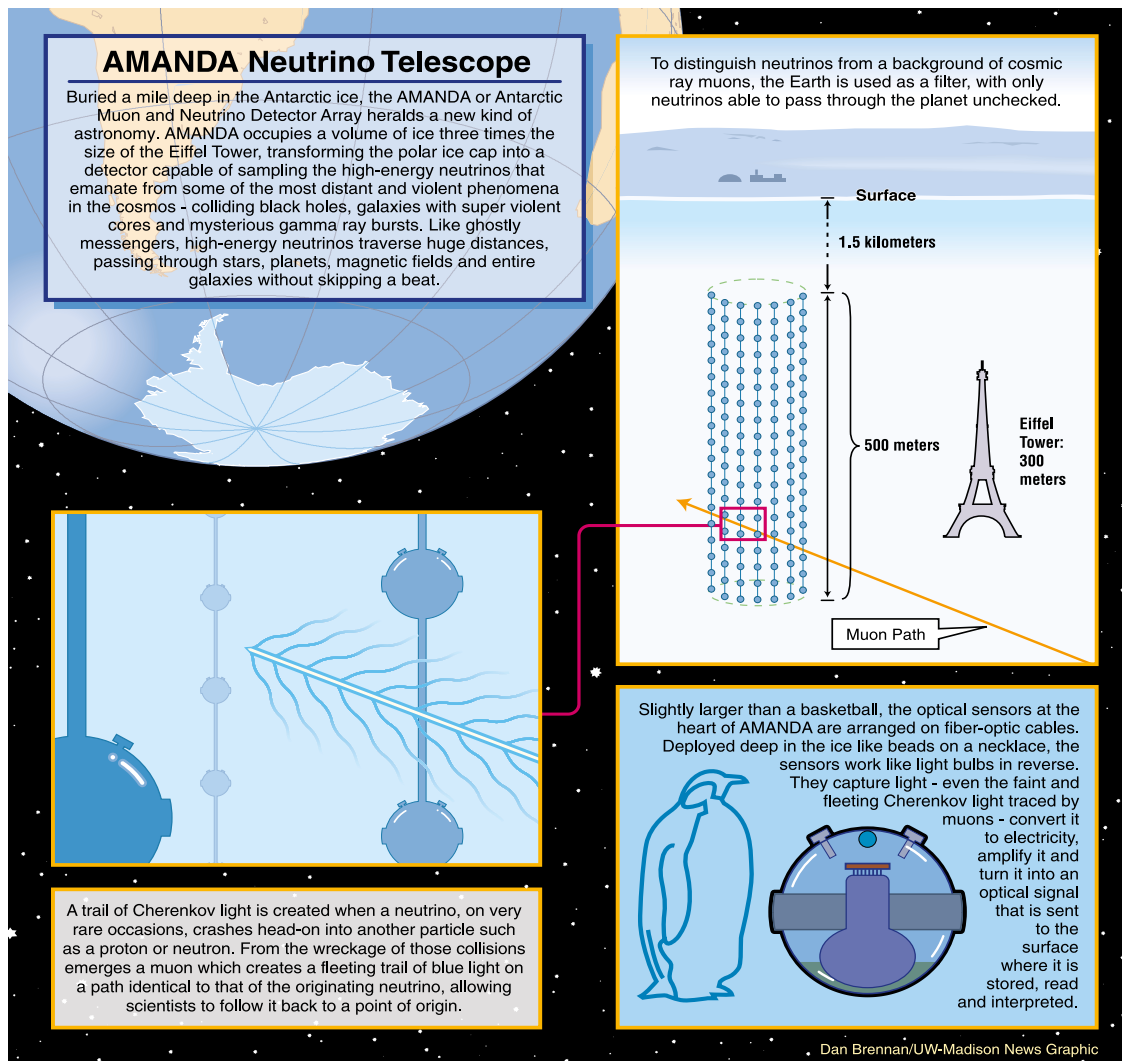 AMANDA Neutrino Telescope
Buried a mile deep in the Antarctic ice, the AMANDA or Antarctic
Muon and Neutrino Detector Array heralds a new kind of
astronomy. AMANDA occupies a volume of ice three times the
size of the Eiffel Tower, transforming the polar ice cap into a
detector capable of sampling the high-energy neutrinos that
emanate from some of the most distant and violent phenomena
in the cosmos - colliding black holes, galaxies with super violent
cores and mysterious gamma ray bursts. Like ghostly
messengers, high-energy neutrinos traverse huge distances,
passing through stars, planets, magnetic fields and entire
galaxies without skipping a beat.
To distinguish neutrinos from a background of cosmic
ray muons, the Earth is used as a filter, with only
neutrinos able to pass through the planet unchecked.
Surface
1.5 kilometers
500 meters
Eiffel
Tower:
300
meters
Muon Path
A trail of Cherenkov light is created when a neutrino, on very
rare occasions, crashes head-on into another particle such
as a proton or neutron. From the wreckage of those collisions
emerges a muon which creates a fleeting trail of blue light on
a path identical to that of the originating neutrino, allowing
scientists to follow it back to a point of origin.
Slightly larger than a basketball, the optical sensors at the
heart of AMANDA are arranged on fiber-optic cables.
Deployed deep in the ice like beads on a necklace, the
sensors work like light bulbs in reverse.
They capture light - even the faint and
fleeting Cherenkov light traced by
muons - convert it
to electricity,
amplify it and
turn it into an
optical signal
that is sent
to the
surface
where it is
stored, read
and interpreted.
Dan Brennan/UW-Madison News Graphic